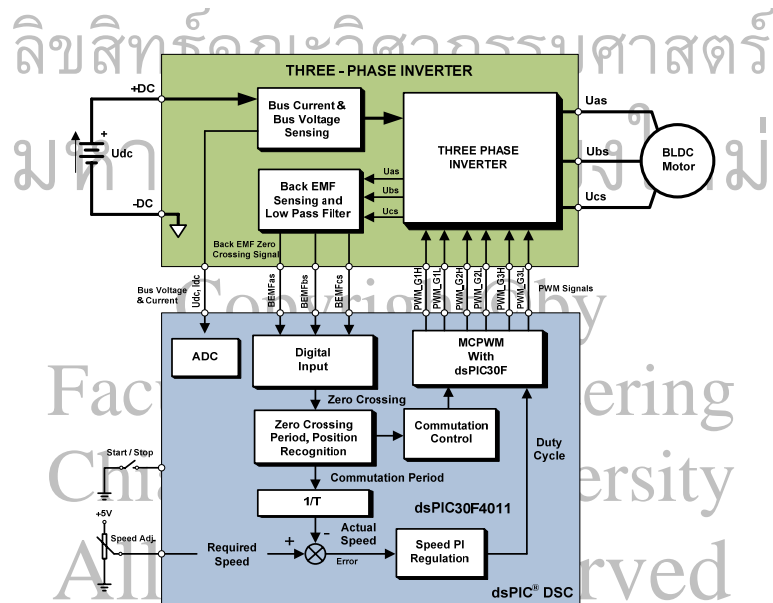 ลิขสิทธิ์คณะวิศวกรรมศาสตร์
THREE - PHASE INVERTER
+DC
Bus Current &
Bus Voltage
Sensing
THREE PHASE
INVERTER
Uas
Ubs
Ucs
BLDC
Motor
+
Udc
-DC
Back EMF
Sensing and
Low Pass Filter
Uas
Ubs
Ucs
Back EMF Zero
Crossing Signal
Bus Voltage
& Current
Udc, Idc
BEMFas
BEMFbs
BEMFcs
PWM_G1H
PWM_G1L
PWM_G2H
PWM_G2L
PWM_G3H
PWM_G3L
PWM Signals
ADC
Digital
Input
MCPWM
With
dsPIC30F
Zero Crossing
Zero Crossing
Period, Position
Recognition
Commutation
Control
Duty
Cycle
Start / Stop
Commutation Period
1/T
dsPIC30F4011
+5V
Speed Adj.
Required
Speed
+
-
Actual
Speed
Error
Speed PI
Regulation
dsPIC® DSC